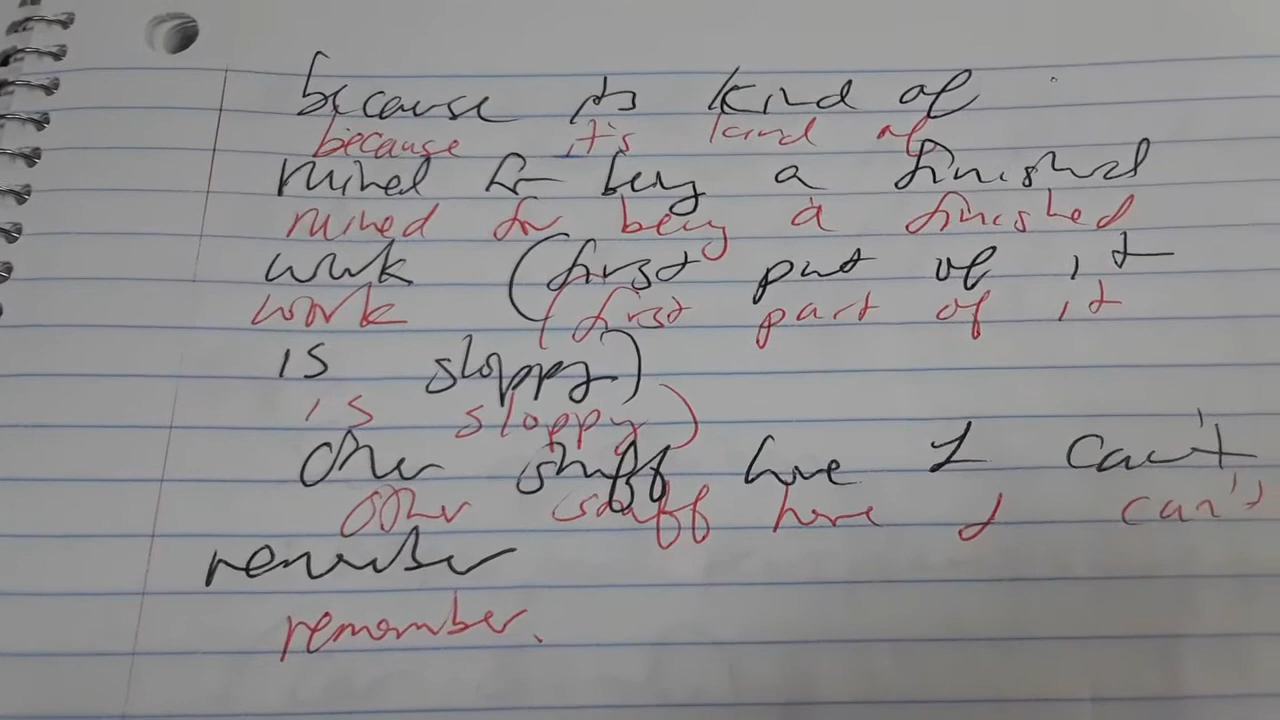 because its kind of
because it's kind of
ruined for being a finished
ruined for being a finished
work (first part of it
work (first part of it
is sloppy)
is sloppy)
other stuff here I can't
other stuff here I can't
remember
remember.